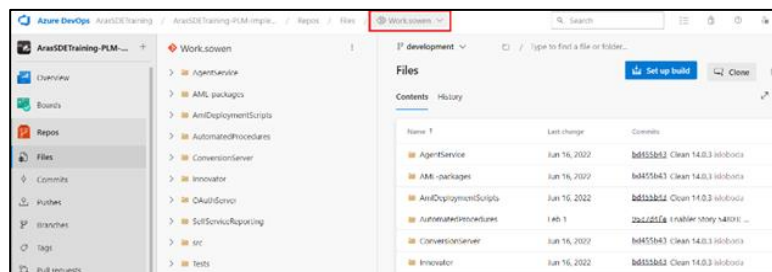 Azure DevOps ArasSDETraining / ArasSDETraining-PLM-Imple... / Repos / Files / Work.sowen Search
ArasSDETraining-PLM-... +
Overview
Boards
Repos
Files
Commits
Pushes
Branches
Tags
Pull requests
Work.sowen
AgentService
AML-packages
AmlDeploymentScripts
AutomatedProcedures
ConversionServer
Innovator
OAuthServer
SelfServiceReporting
src
Tests
development / Type to find a file or folder...
Files Set up build Clone
Contents History
Name ↑ Last change Commits
AgentService Jun 16, 2022 bd455b43 Clean 14.0.3
AML-packages Jun 16, 2022 bd455b43 Clean 14.0.3
AmlDeploymentScripts Jun 16, 2022 bd455b43 Clean 14.0.3
AutomatedProcedures Feb 1 Enabler Story
ConversionServer Jun 16, 2022 bd455b43 Clean 14.0.3
Innovator Jun 16, 2022 bd455b43 Clean 14.0.3